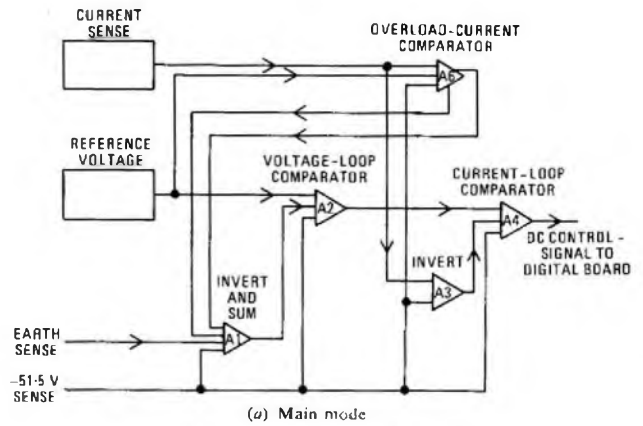 CURRENT
SENSE
OVERLOAD-CURRENT
COMPARATOR
A6
REFERENCE
VOLTAGE
VOLTAGE-LOOP
COMPARATOR
A2
CURRENT-LOOP
COMPARATOR
A4
DC CONTROL-
SIGNAL TO
DIGITAL BOARD
INVERT
A3
INVERT
AND
SUM
A1
EARTH
SENSE
-51·5 V
SENSE
(a) Main mode